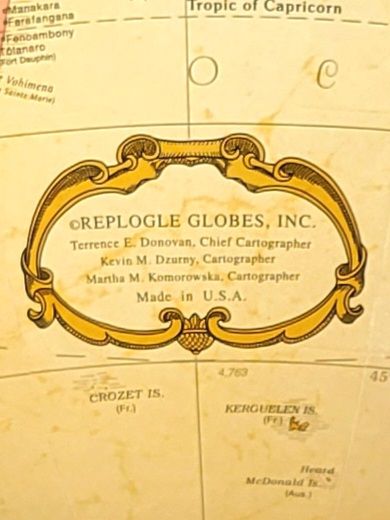 Manakara
Farafangana
Tropic of Capricorn
Fenoambony
Tôlanaro
(Fort Dauphin)
Vohimena
Sainte-Marie)
O C
©REPLOGLE GLOBES, INC.
Terrence E. Donovan, Chief Cartographer
Kevin M. Dzurny, Cartographer
Martha M. Komorowska, Cartographer
Made in U.S.A.
4,763
45
CROZET IS.
(Fr.)
KERGUELEN IS.
(Fr.)
Heard
McDonald Is.
(Aus.)